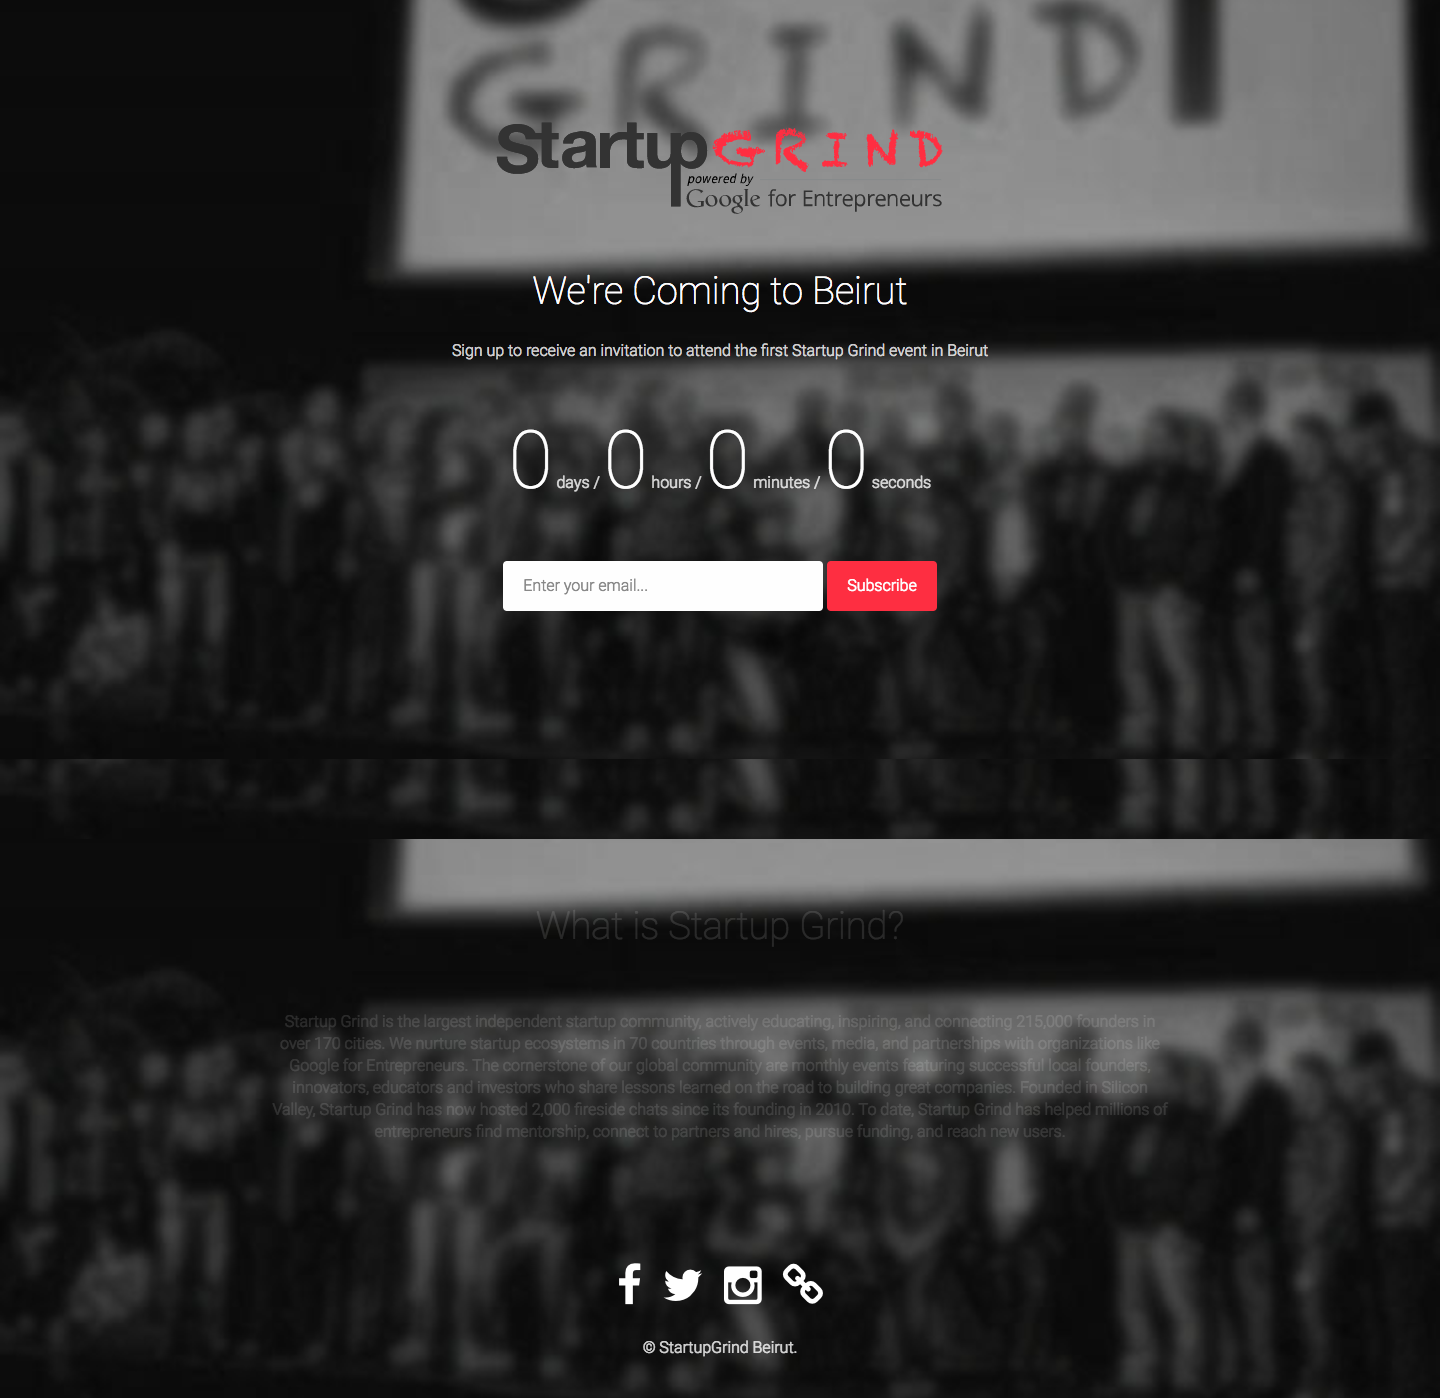 GRIND
Startup GRIND
powered by
Google for Entrepreneurs
We're Coming to Beirut
Sign up to receive an invitation to attend the first Startup Grind event in Beirut
0 days / 0 hours / 0 minutes / 0 seconds
Enter your email...
Subscribe
What is Startup Grind?
Startup Grind is the largest independent startup community, actively educating, inspiring, and connecting 215,000 founders in
over 170 cities. We nurture startup ecosystems in 70 countries through events, media, and partnerships with organizations like
Google for Entrepreneurs. The cornerstone of our global community are monthly events featuring successful local founders,
innovators, educators and investors who share lessons learned on the road to building great companies. Founded in Silicon
Valley, Startup Grind has now hosted 2,000 fireside chats since its founding in 2010. To date, Startup Grind has helped millions of
entrepreneurs find mentorship, connect to partners and hires, pursue funding, and reach new users.
© StartupGrind Beirut.